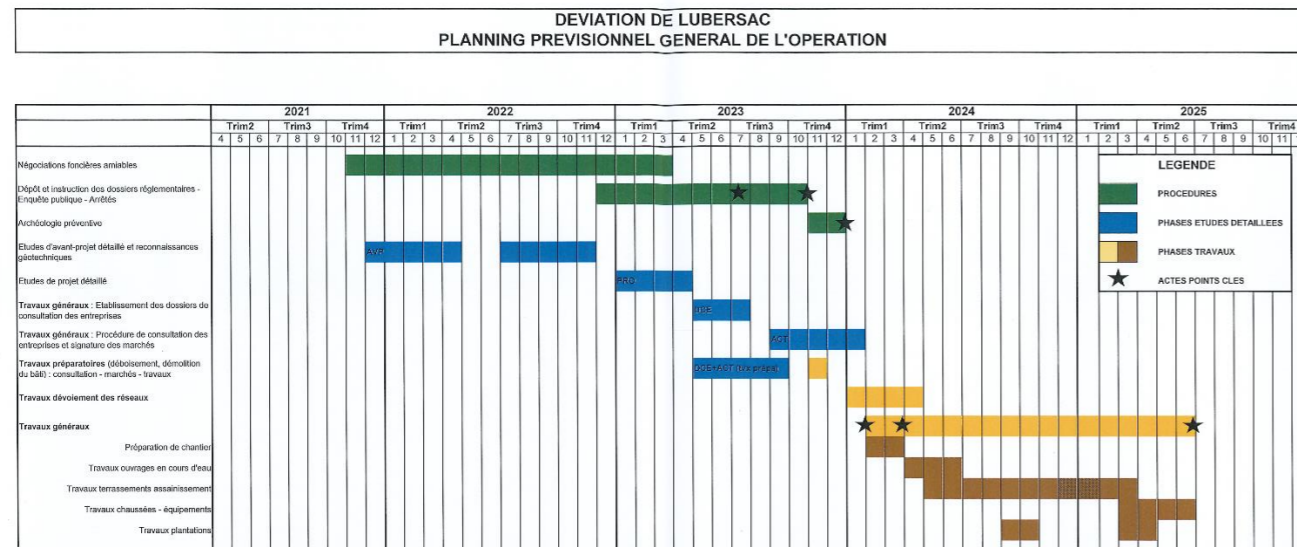 DEVIATION DE LUBERSAC
PLANNING PREVISIONNEL GENERAL DE L'OPERATION
2021 2022 2023 2024 2025
Trim2 Trim3 Trim4 Trim1 Trim2 Trim3 Trim4 Trim1 Trim2 Trim3 Trim4 Trim1 Trim2 Trim3 Trim4 Trim1 Trim2 Trim3 Trim4
4 5 6 7 8 9 10 11 12 1 2 3 4 5 6 7 8 9 10 11 12 1 2 3 4 5 6 7 8 9 10 11 12 1 2 3 4 5 6 7 8 9 10 11 12 1 2 3 4 5 6 7 8 9 10 11
Négociations foncières amiables
Dépôt et instruction des dossiers réglementaires -
Enquête publique - Arrêtés
Archéologie préventive
Etudes d'avant-projet détaillé et reconnaissances
géotechniques
AVP
Etudes de projet détaillé
PRO
Travaux généraux : Etablissement des dossiers de
consultation des entreprises
DCE
Travaux généraux : Procédure de consultation des
entreprises et signature des marchés
ACT
Travaux préparatoires (déboisement, démolition
du bâti) : consultation - marchés - travaux
DCE+ACT (tvx prépa)
Travaux dévoiement des réseaux
Travaux généraux
Préparation de chantier
Travaux ouvrages en cours d'eau
Travaux terrassements assainissement
Travaux chaussées - équipements
Travaux plantations
LEGENDE
PROCEDURES
PHASES ETUDES DETAILLEES
PHASES TRAVAUX
ACTES POINTS CLES